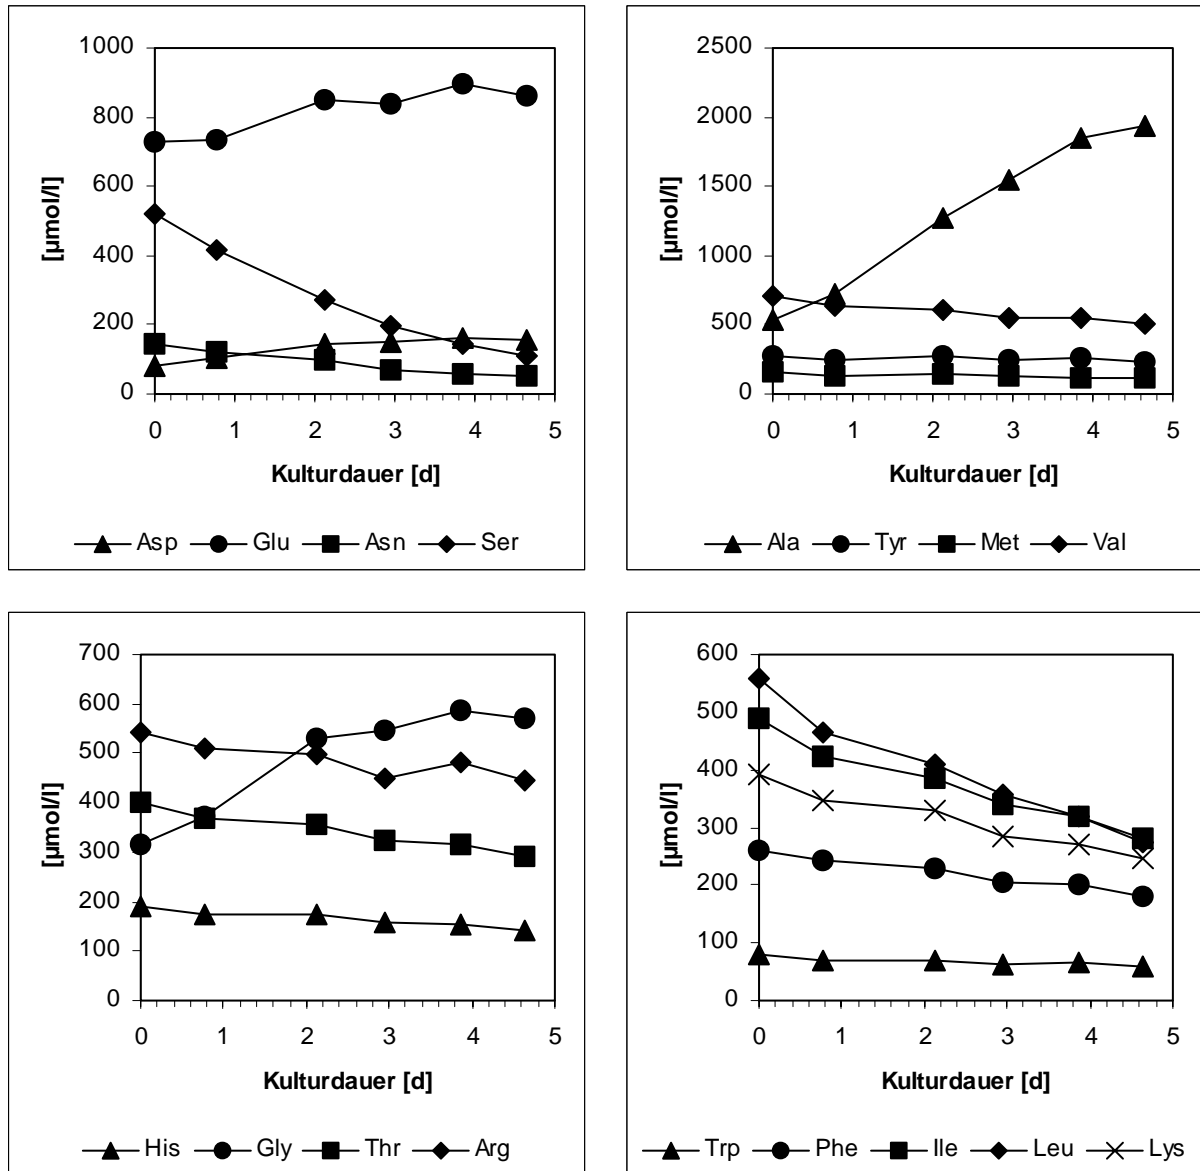 1000
800
600
400
200
0
[µmol/l]
0 1 2 3 4 5
Kulturdauer [d]
Asp Glu Asn Ser
2500
2000
1500
1000
500
0
[µmol/l]
0 1 2 3 4 5
Kulturdauer [d]
Ala Tyr Met Val
700
600
500
400
300
200
100
0
[µmol/l]
0 1 2 3 4 5
Kulturdauer [d]
His Gly Thr Arg
600
500
400
300
200
100
0
[µmol/l]
0 1 2 3 4 5
Kulturdauer [d]
Trp Phe Ile Leu Lys